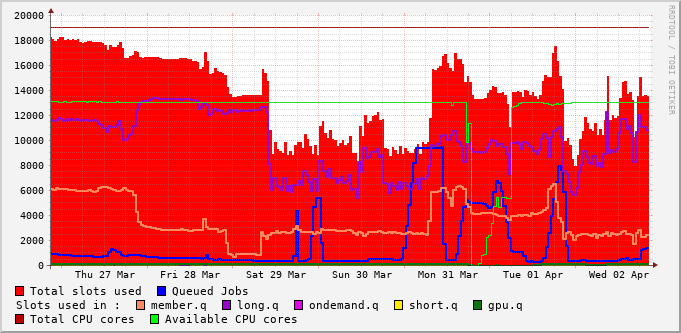 RRDTOOL / TOBI OETIKER
20000
18000
16000
14000
12000
10000
8000
6000
4000
2000
0
Thu 27 Mar Fri 28 Mar Sat 29 Mar Sun 30 Mar Mon 31 Mar Tue 01 Apr Wed 02 Apr
Total slots used Queued Jobs
Slots used in : member.q long.q ondemand.q short.q gpu.q
Total CPU cores Available CPU cores